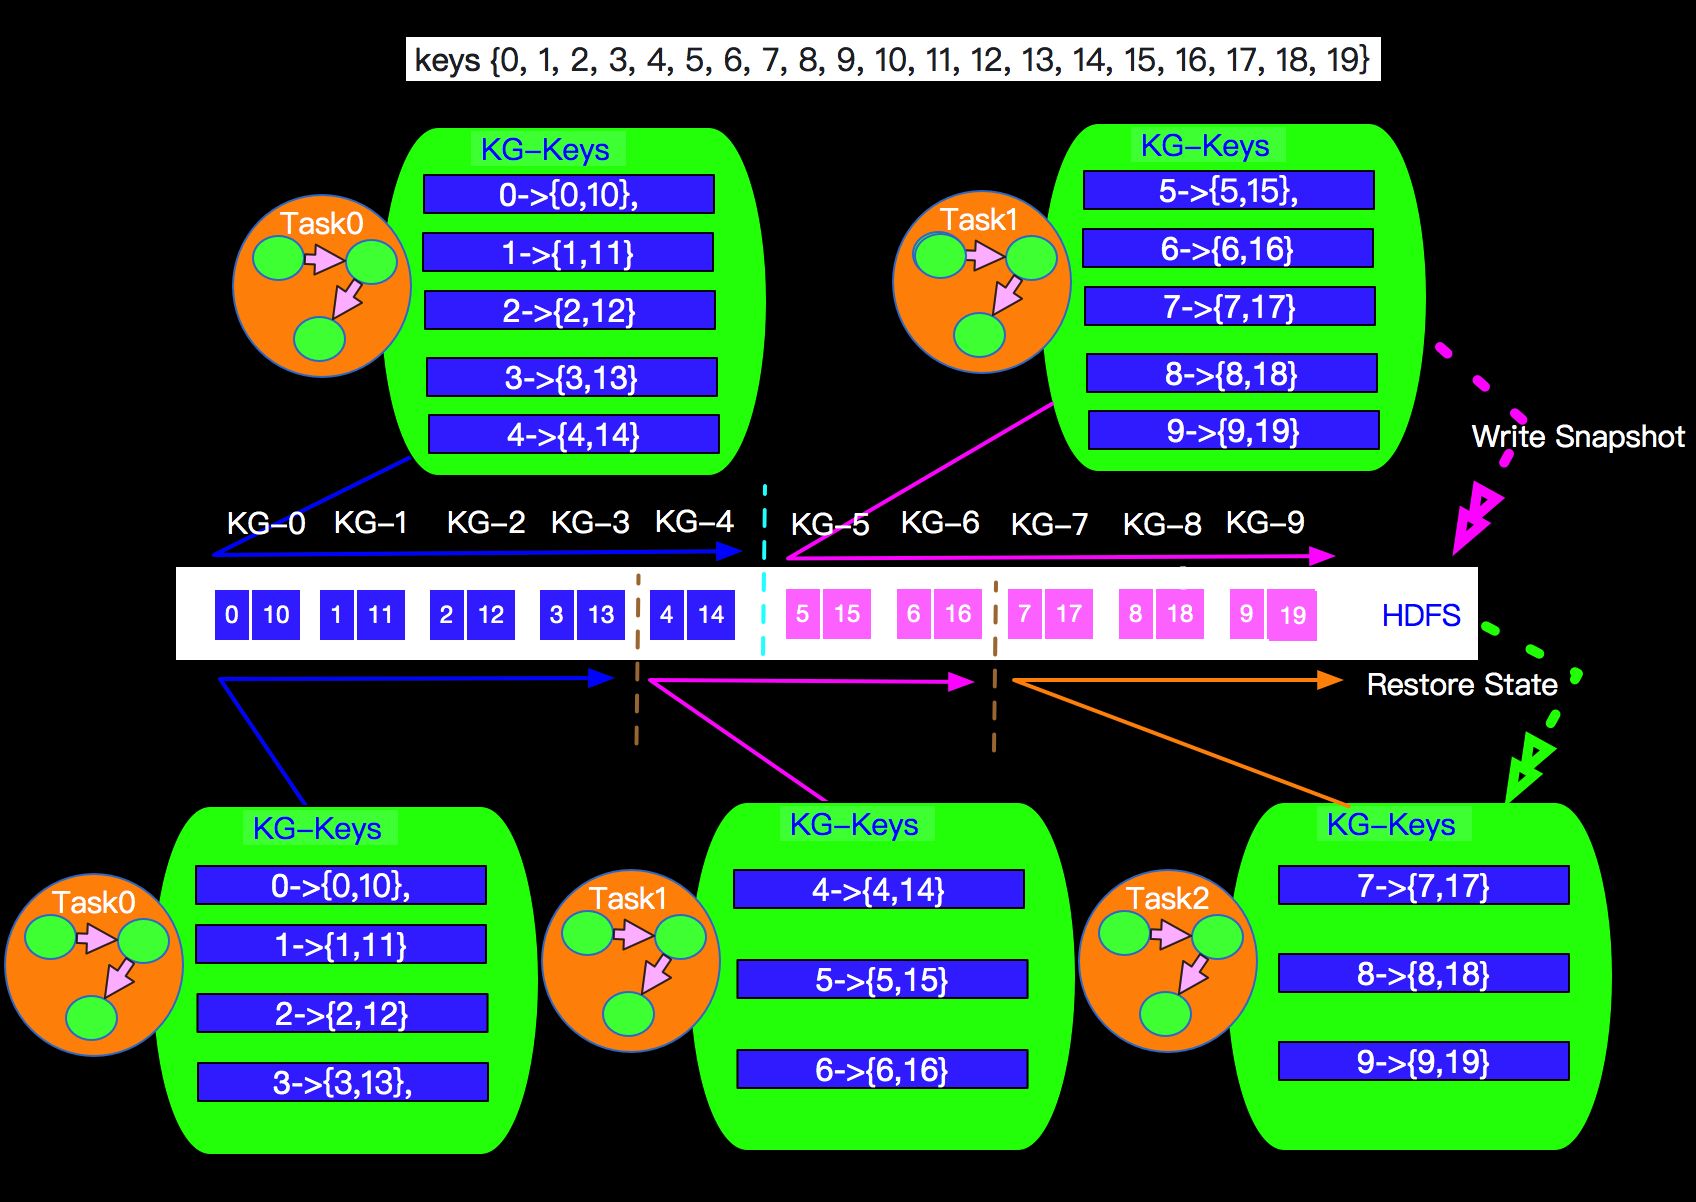 keys {0, 1, 2, 3, 4, 5, 6, 7, 8, 9, 10, 11, 12, 13, 14, 15, 16, 17, 18, 19}
KG-Keys
Task0
0->{0,10},
1->{1,11}
2->{2,12}
3->{3,13}
4->{4,14}
KG-Keys
Task1
5->{5,15},
6->{6,16}
7->{7,17}
8->{8,18}
9->{9,19}
Write Snapshot
KG-0 KG-1 KG-2 KG-3 KG-4 KG-5 KG-6 KG-7 KG-8 KG-9
0 10 1 11 2 12 3 13 4 14 5 15 6 16 7 17 8 18 9 19 HDFS
Restore State
KG-Keys
Task0
0->{0,10},
1->{1,11}
2->{2,12}
3->{3,13},
KG-Keys
Task1
4->{4,14}
5->{5,15}
6->{6,16}
KG-Keys
Task2
7->{7,17}
8->{8,18}
9->{9,19}